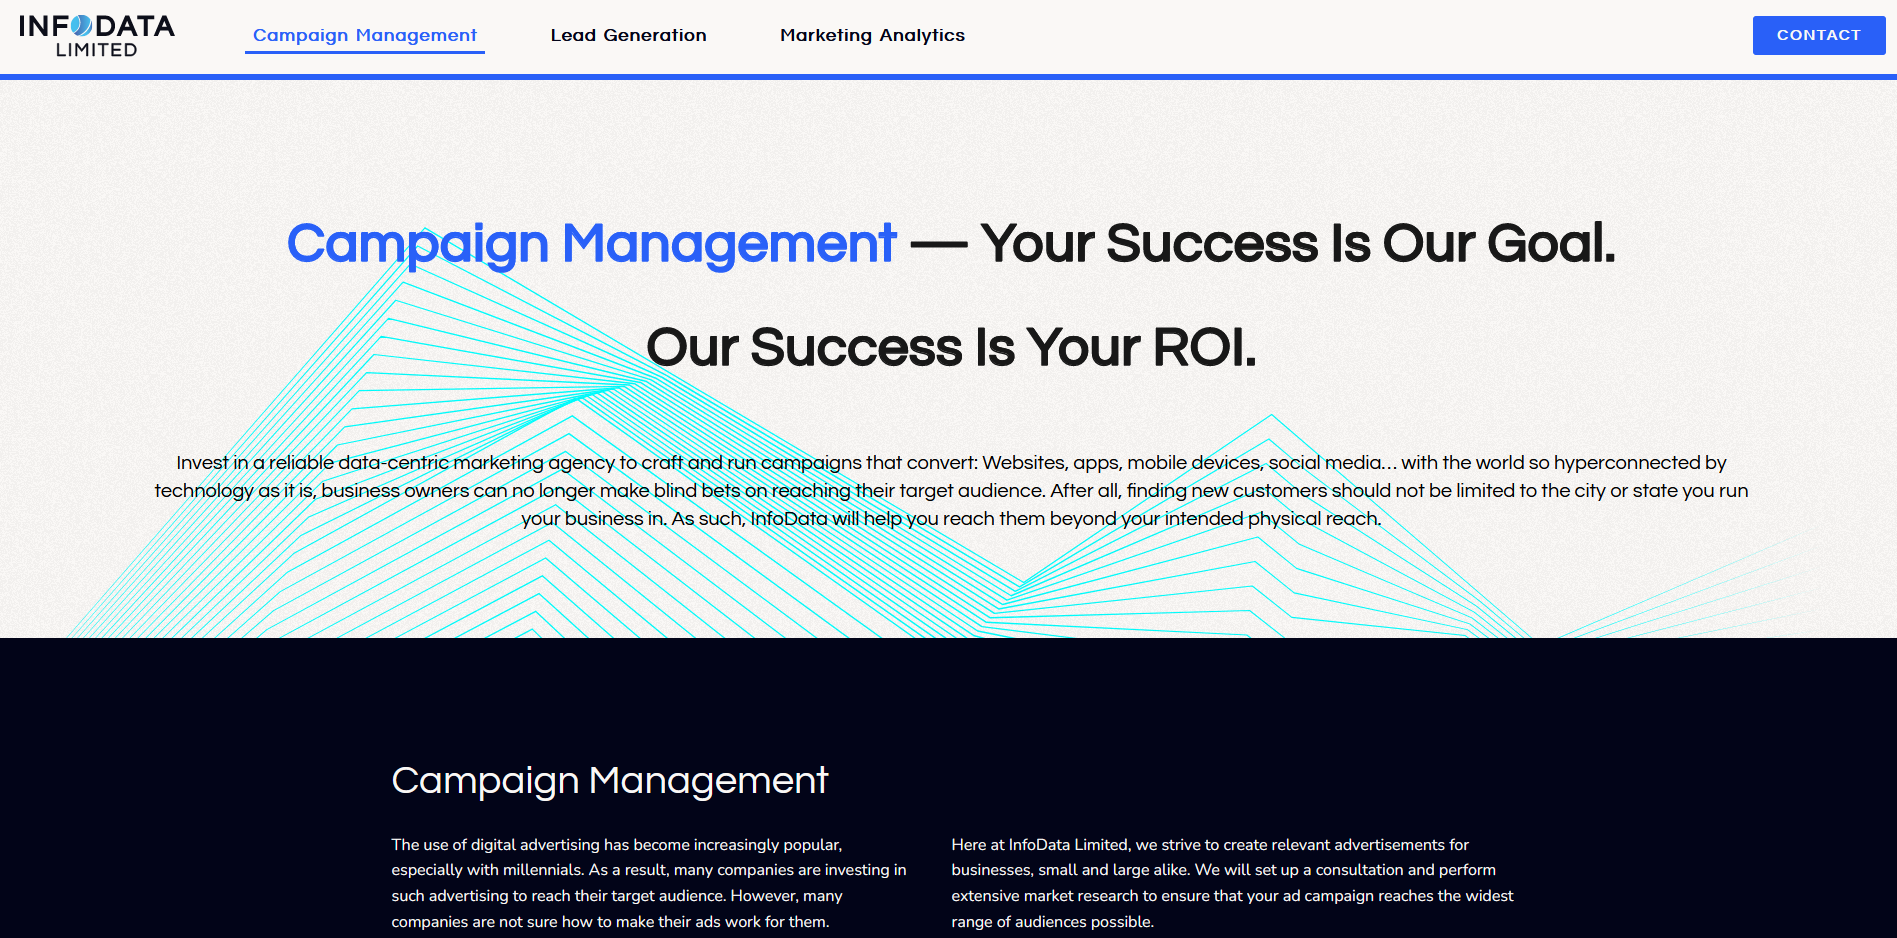 INFODATA
LIMITED
Campaign Management
Lead Generation
Marketing Analytics
CONTACT
Campaign Management — Your Success Is Our Goal.
Our Success Is Your ROI.
Invest in a reliable data-centric marketing agency to craft and run campaigns that convert: Websites, apps, mobile devices, social media… with the world so hyperconnected by
technology as it is, business owners can no longer make blind bets on reaching their target audience. After all, finding new customers should not be limited to the city or state you run
your business in. As such, InfoData will help you reach them beyond your intended physical reach.
Campaign Management
The use of digital advertising has become increasingly popular,
especially with millennials. As a result, many companies are investing in
such advertising to reach their target audience. However, many
companies are not sure how to make their ads work for them.
Here at InfoData Limited, we strive to create relevant advertisements for
businesses, small and large alike. We will set up a consultation and perform
extensive market research to ensure that your ad campaign reaches the widest
range of audiences possible.